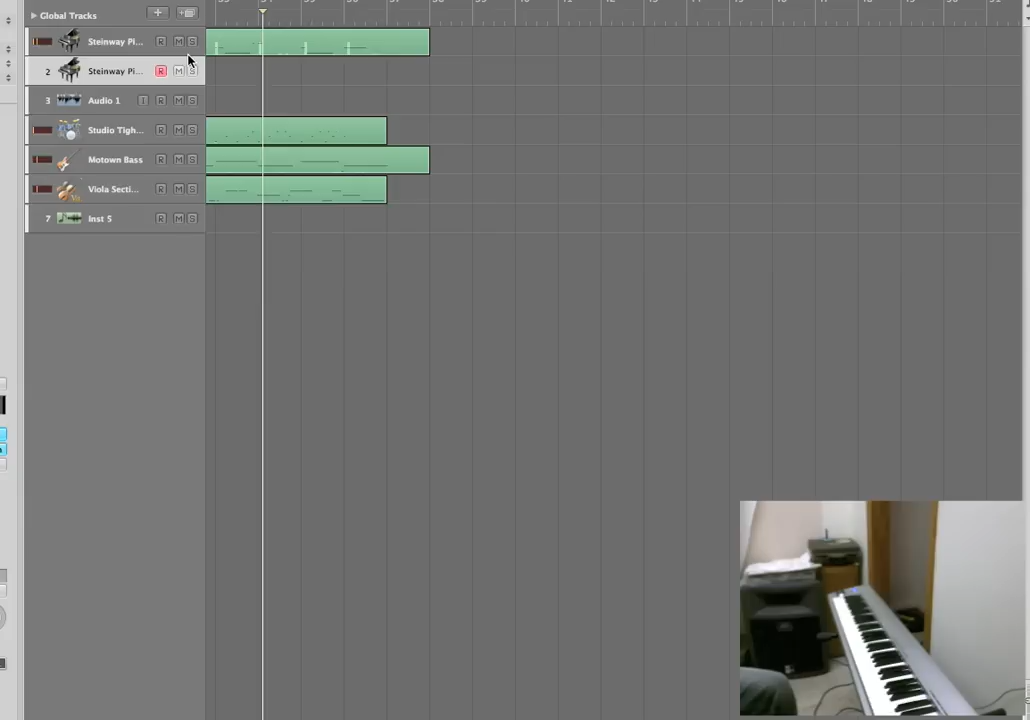 Global Tracks
Steinway Pi... R M S
2 Steinway Pi... R M S
3 Audio 1 I R M S
Studio Tigh... R M S
Motown Bass R M S
Viola Secti... R M S
7 Inst 5 R M S